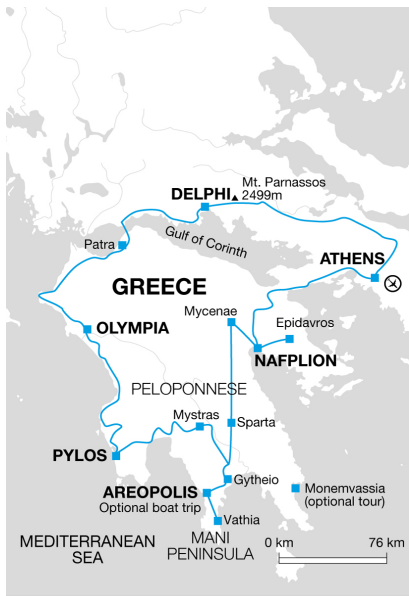 Mt. Parnassos
DELPHI 2499m
Patra
Gulf of Corinth
ATHENS
GREECE
Mycenae
Epidavros
OLYMPIA
NAFPLION
PELOPONNESE
Mystras
Sparta
PYLOS
Gytheio
AREOPOLIS
Optional boat trip
Monemvassia
(optional tour)
Vathia
MEDITERRANEAN
SEA
MANI
PENINSULA
0 km 76 km